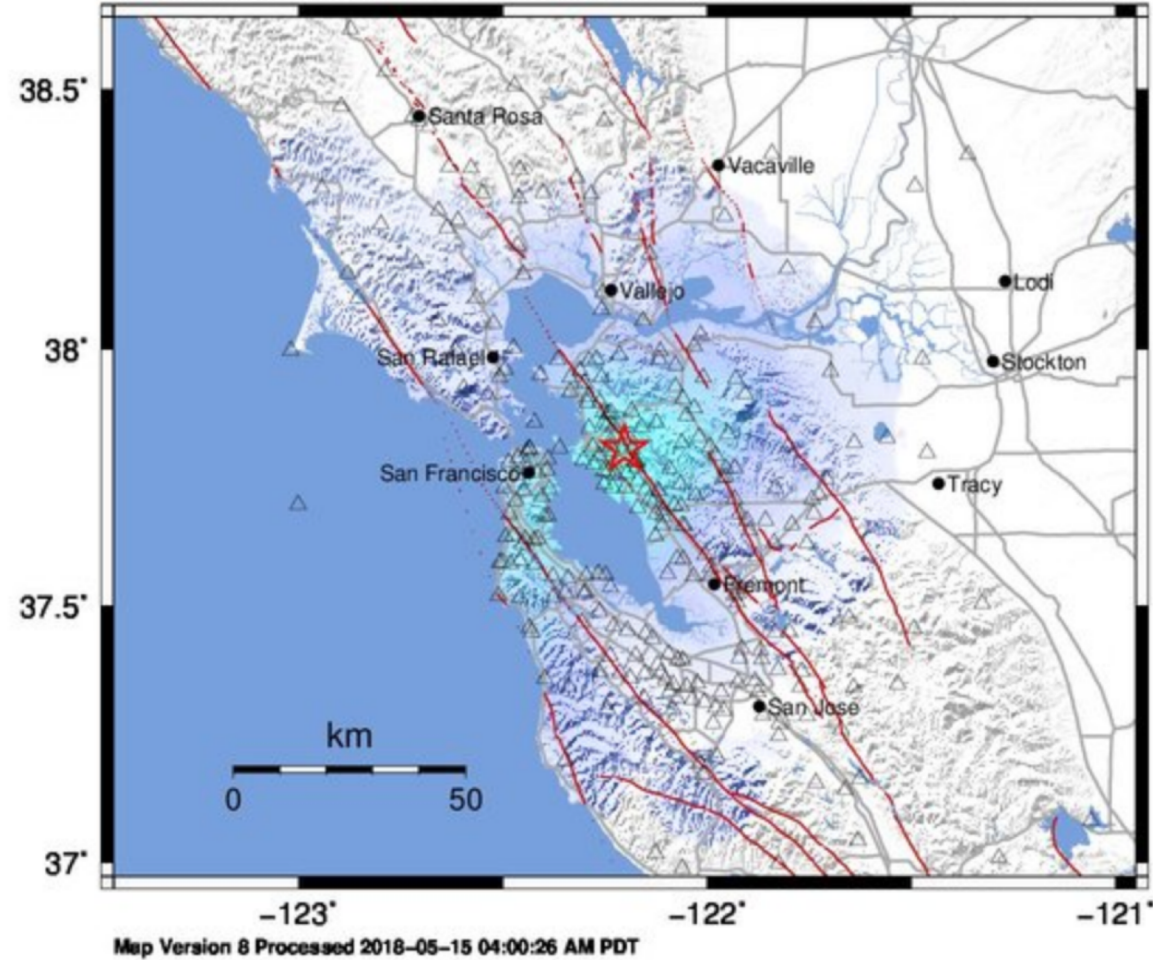 38.5°
Santa Rosa
Vacaville
Vallejo
Lodi
38°
San Rafael
Stockton
San Francisco
Tracy
37.5°
Fremont
San Jose
km
0 50
37°
−123° −122° −121°
Map Version 8 Processed 2018−05−15 04:00:26 AM PDT